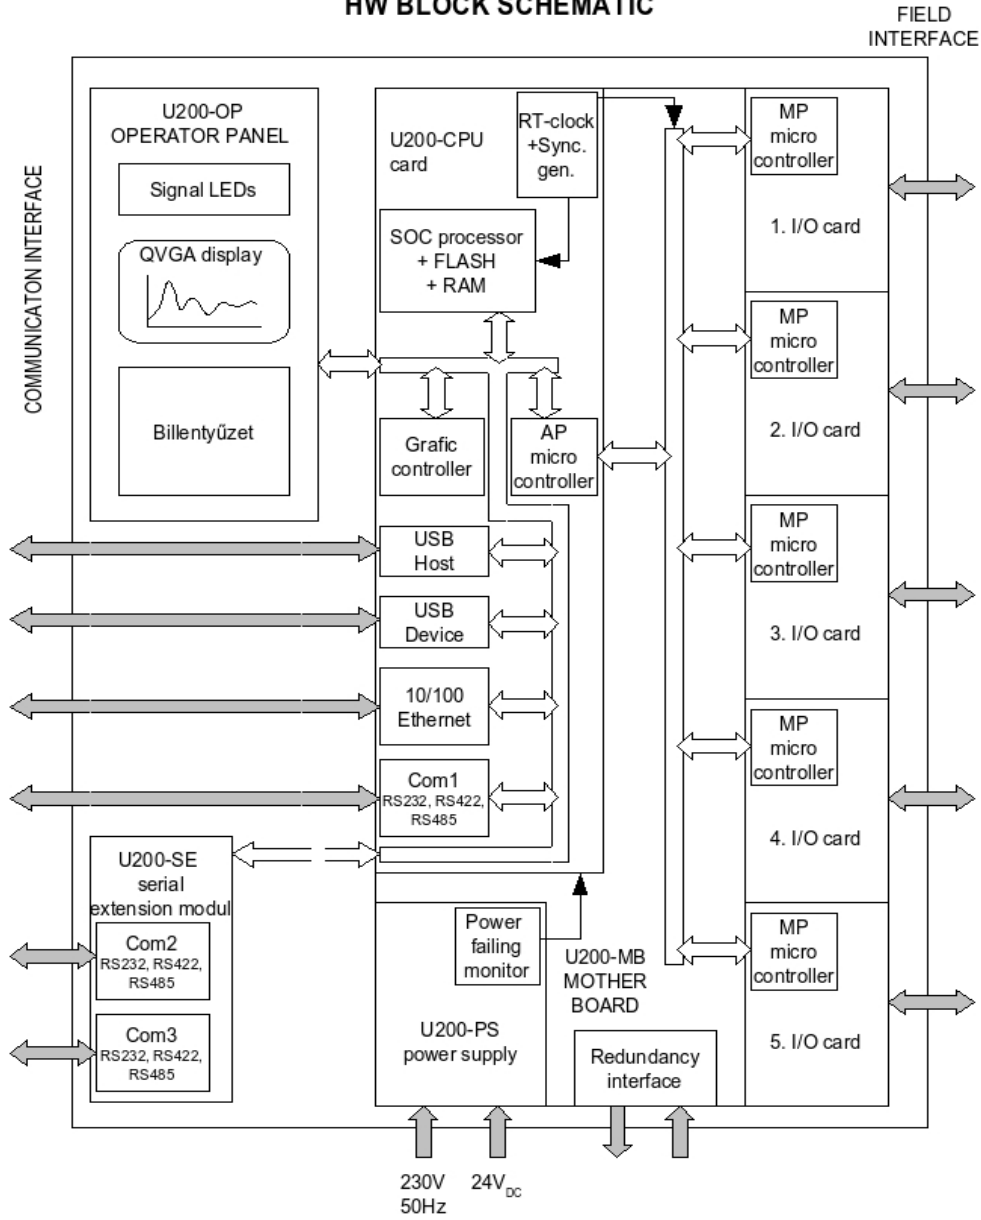 HW BLOCK SCHEMATIC
FIELD
INTERFACE
COMMUNICATON INTERFACE
U200-OP
OPERATOR PANEL
Signal LEDs
QVGA display
Billentyűzet
U200-CPU
card
RT-clock
+Sync.
gen.
SOC processor
+ FLASH
+ RAM
Grafic
controller
AP
micro
controller
USB
Host
USB
Device
10/100
Ethernet
Com1
RS232, RS422,
RS485
U200-SE
serial
extension modul
Com2
RS232, RS422,
RS485
Com3
RS232, RS422,
RS485
Power
failing
monitor
U200-PS
power supply
U200-MB
MOTHER
BOARD
Redundancy
interface
MP
micro
controller
1. I/O card
MP
micro
controller
2. I/O card
MP
micro
controller
3. I/O card
MP
micro
controller
4. I/O card
MP
micro
controller
5. I/O card
230V
50Hz
24VDC